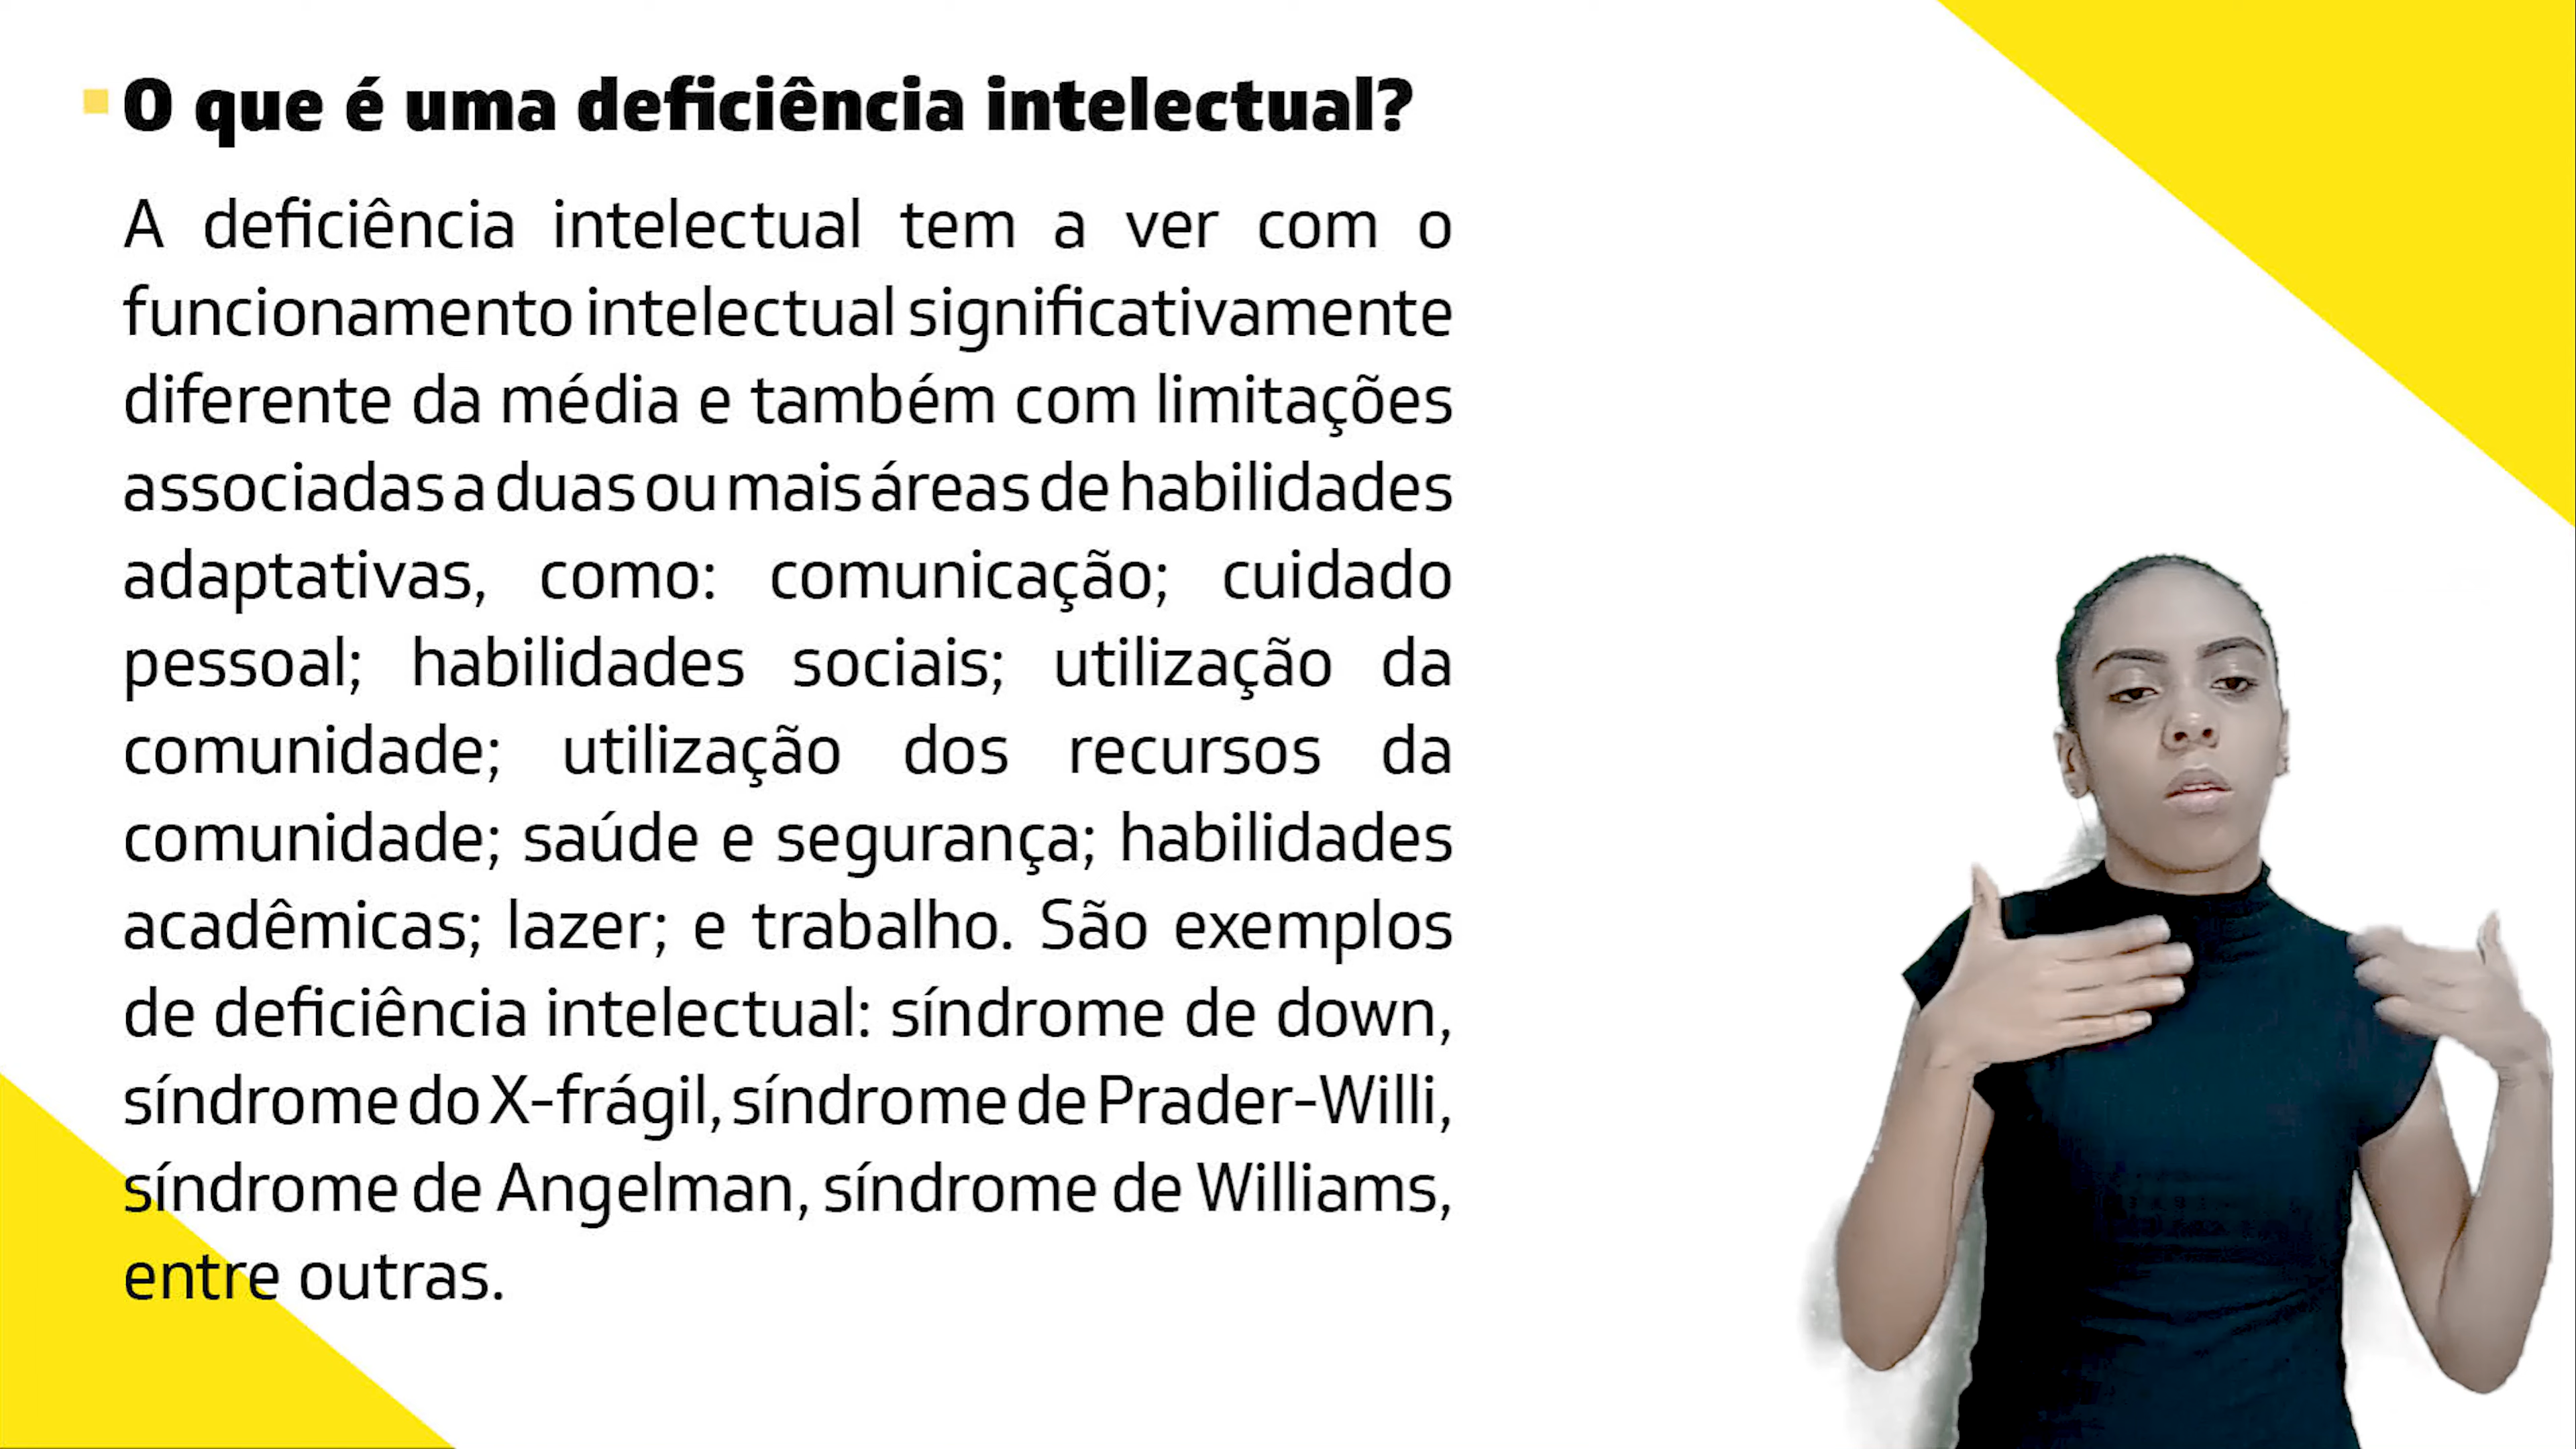 O que é uma deficiência intelectual?
A deficiência intelectual tem a ver com o
funcionamento intelectual significativamente
diferente da média e também com limitações
associadas a duas ou mais áreas de habilidades
adaptativas, como: comunicação; cuidado
pessoal; habilidades sociais; utilização da
comunidade; utilização dos recursos da
comunidade; saúde e segurança; habilidades
acadêmicas; lazer; e trabalho. São exemplos
de deficiência intelectual: síndrome de down,
síndrome do X-frágil, síndrome de Prader-Willi,
síndrome de Angelman, síndrome de Williams,
entre outras.